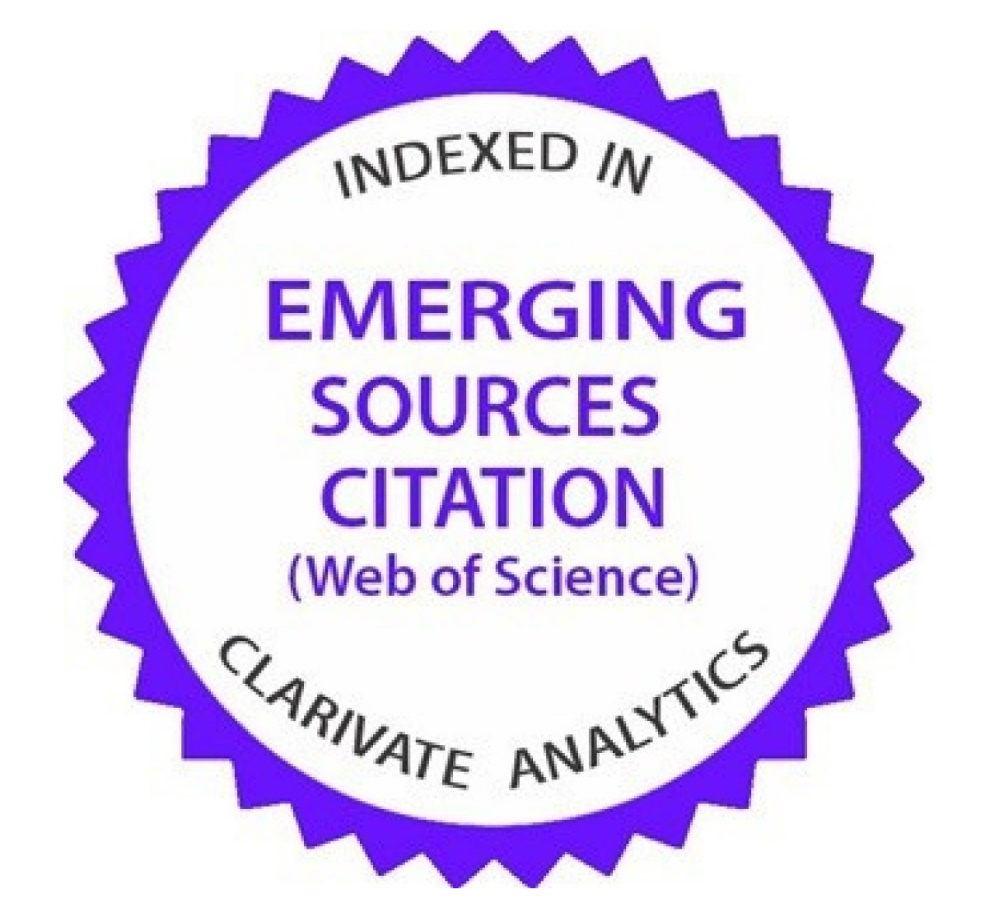 INDEXED IN
EMERGING
SOURCES
CITATION
(Web of Science)
CLARIVATE ANALYTICS